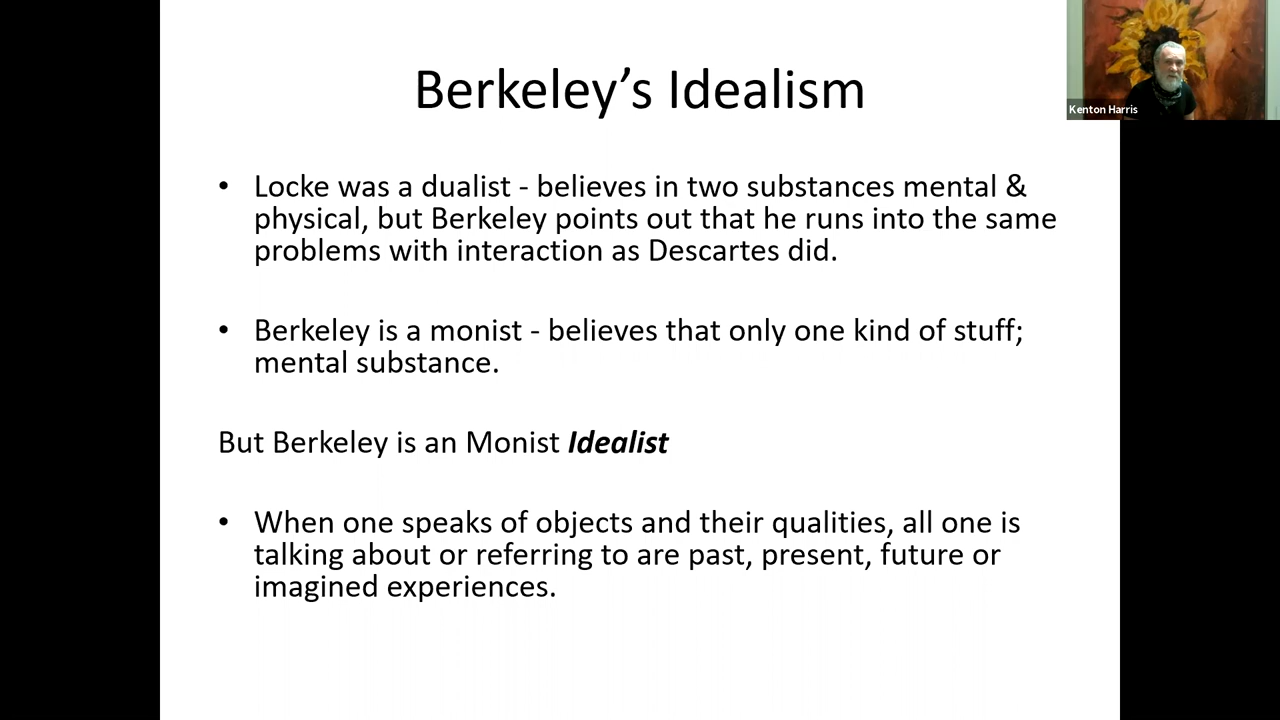 Berkeley’s Idealism
Kenton Harris
• Locke was a dualist - believes in two substances mental &
physical, but Berkeley points out that he runs into the same
problems with interaction as Descartes did.
• Berkeley is a monist - believes that only one kind of stuff;
mental substance.
But Berkeley is an Monist Idealist
• When one speaks of objects and their qualities, all one is
talking about or referring to are past, present, future or
imagined experiences.